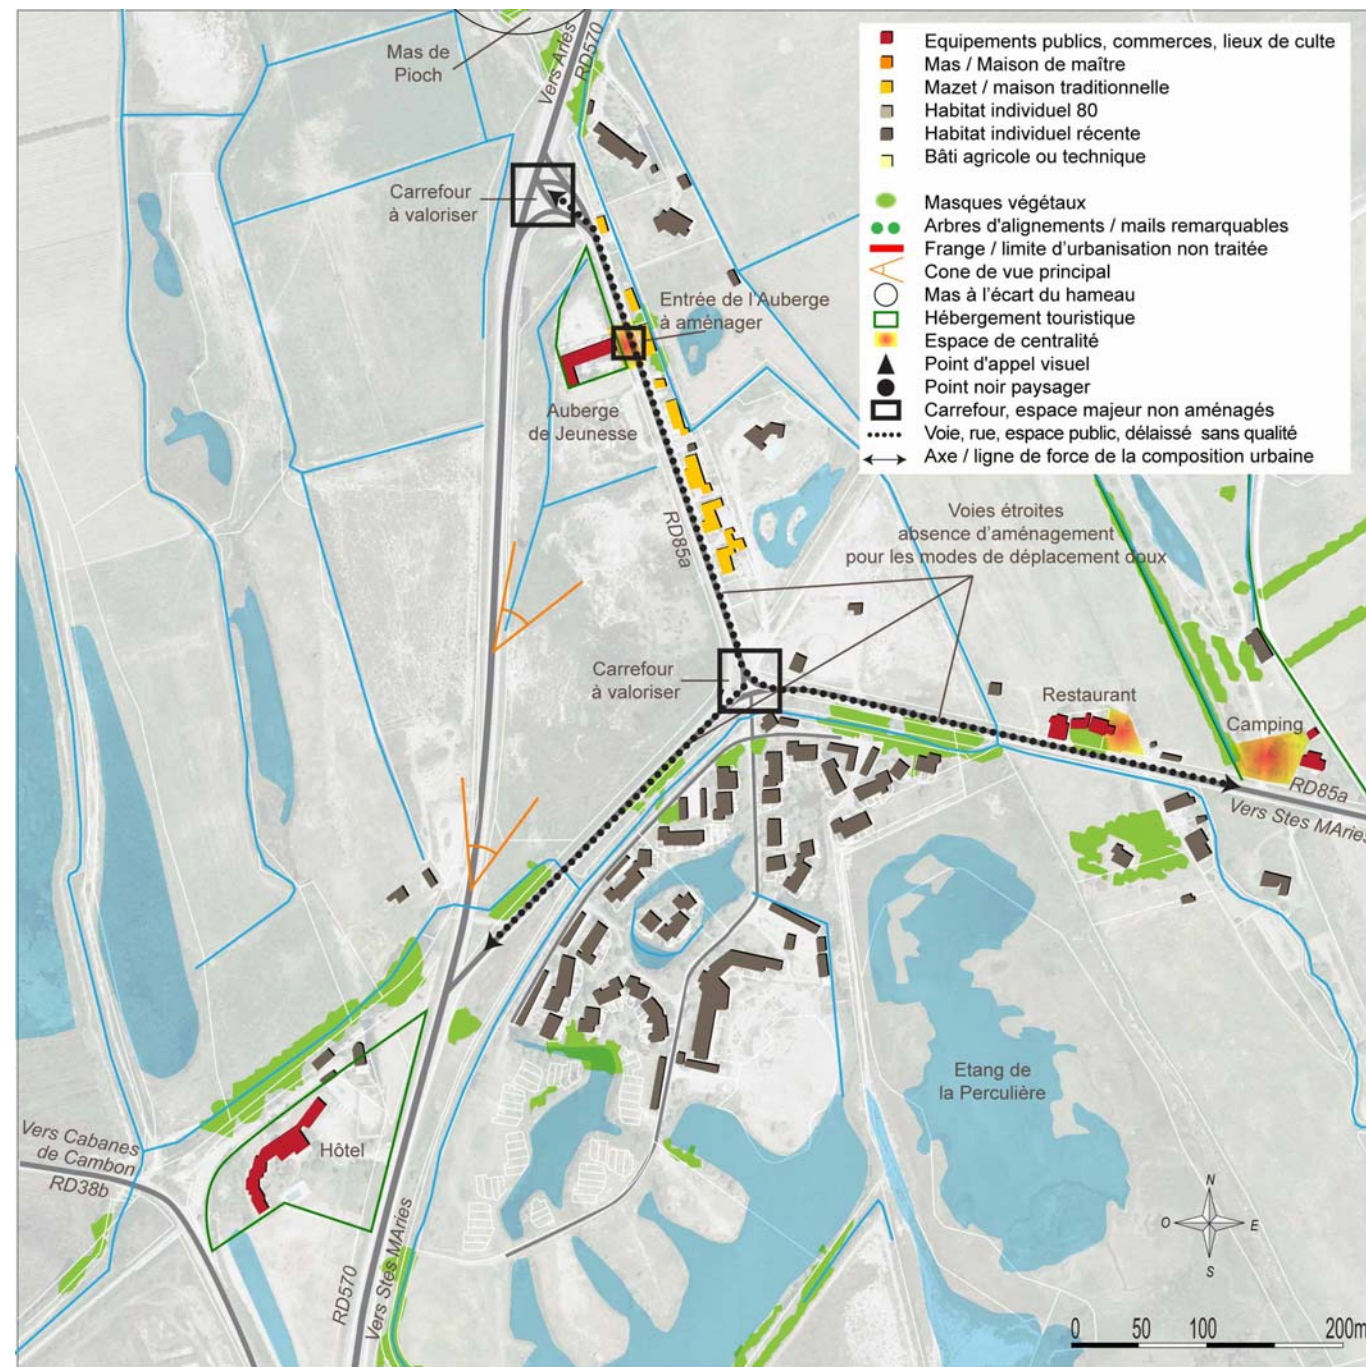 Mas de
Pioch
Vers Arles
RD570
Equipements publics, commerces, lieux de culte
Mas / Maison de maître
Mazet / maison traditionnelle
Habitat individuel 80
Habitat individuel récente
Bâti agricole ou technique
Masques végétaux
Arbres d'alignements / mails remarquables
Frange / limite d'urbanisation non traitée
Cone de vue principal
Mas à l'écart du hameau
Hébergement touristique
Espace de centralité
Point d'appel visuel
Point noir paysager
Carrefour, espace majeur non aménagés
Voie, rue, espace public, délaissé sans qualité
Axe / ligne de force de la composition urbaine
Carrefour
à valoriser
Entrée de l'Auberge
à aménager
Auberge
de Jeunesse
RD85a
Voies étroites
absence d'aménagement
pour les modes de déplacement doux
Carrefour
à valoriser
Restaurant
Camping
RD85a
Vers Stes MAries
Etang de
la Perculière
Hôtel
Vers Cabanes
de Cambon
RD38b
RD570
Vers Stes MAries
N
O
E
S
0 50 100 200m